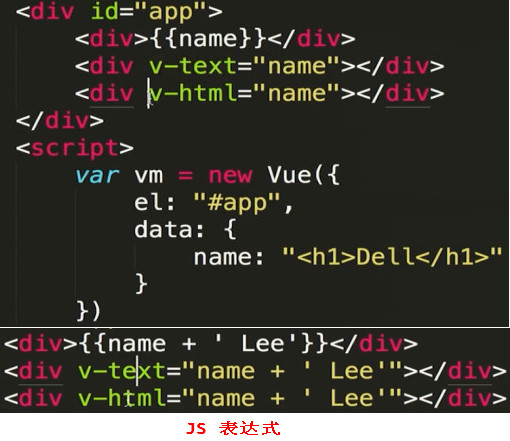 <div id="app">
<div>{{name}}</div>
<div v-text="name"></div>
<div v-html="name"></div>
</div>
<script>
var vm = new Vue({
el: "#app",
data: {
name: "<h1>Dell</h1>"
}
})
<div>{{name + ' Lee'}}</div>
<div v-text="name + ' Lee'"></div>
<div v-html="name + ' Lee'"></div>
JS 表达式